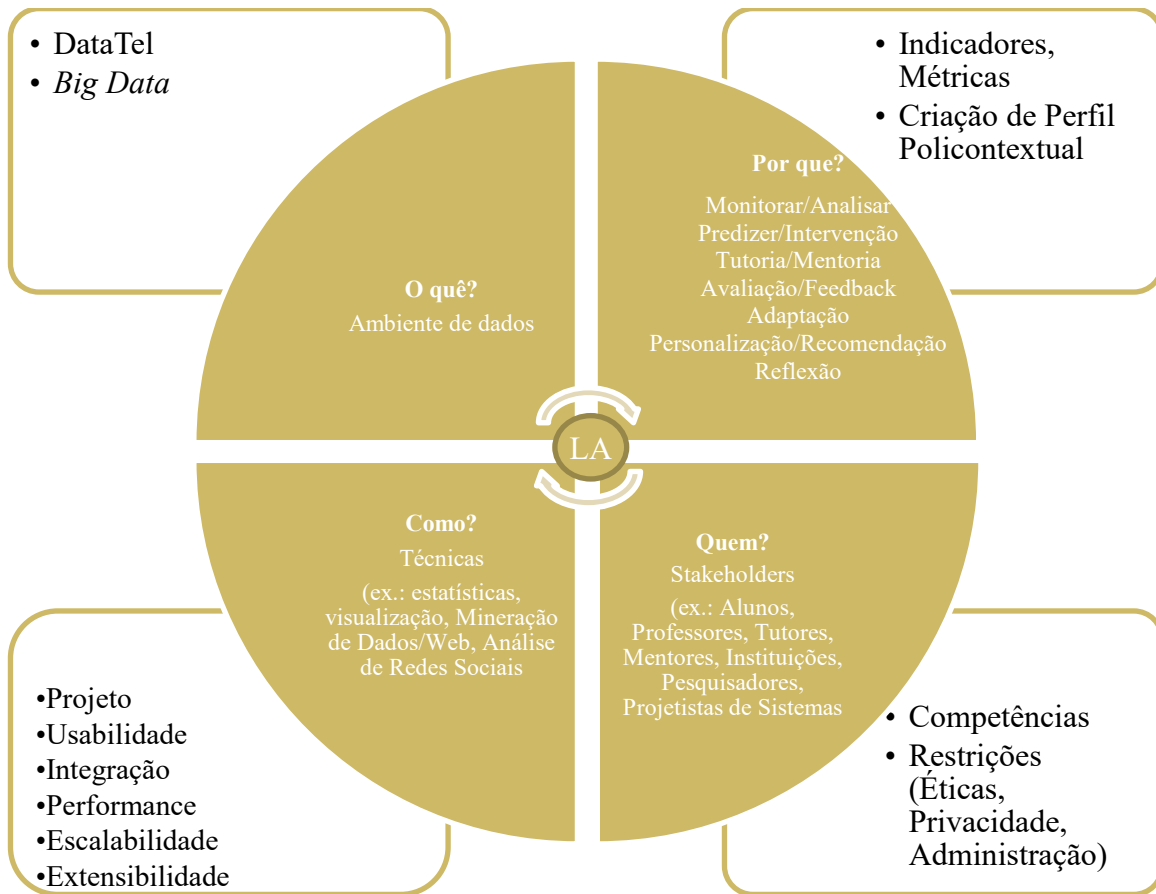 • DataTel
• Big Data
• Indicadores,
Métricas
• Criação de Perfil
Policontextual
O quê?
Ambiente de dados
Por que?
Monitorar/Analisar
Predizer/Intervenção
Tutoria/Mentoria
Avaliação/Feedback
Adaptação
Personalização/Recomendação
Reflexão
LA
Como?
Técnicas
(ex.: estatísticas,
visualização, Mineração
de Dados/Web, Análise
de Redes Sociais
Quem?
Stakeholders
(ex.: Alunos,
Professores, Tutores,
Mentores, Instituições,
Pesquisadores,
Projetistas de Sistemas
•Projeto
•Usabilidade
•Integração
•Performance
•Escalabilidade
•Extensibilidade
• Competências
• Restrições
(Éticas,
Privacidade,
Administração)